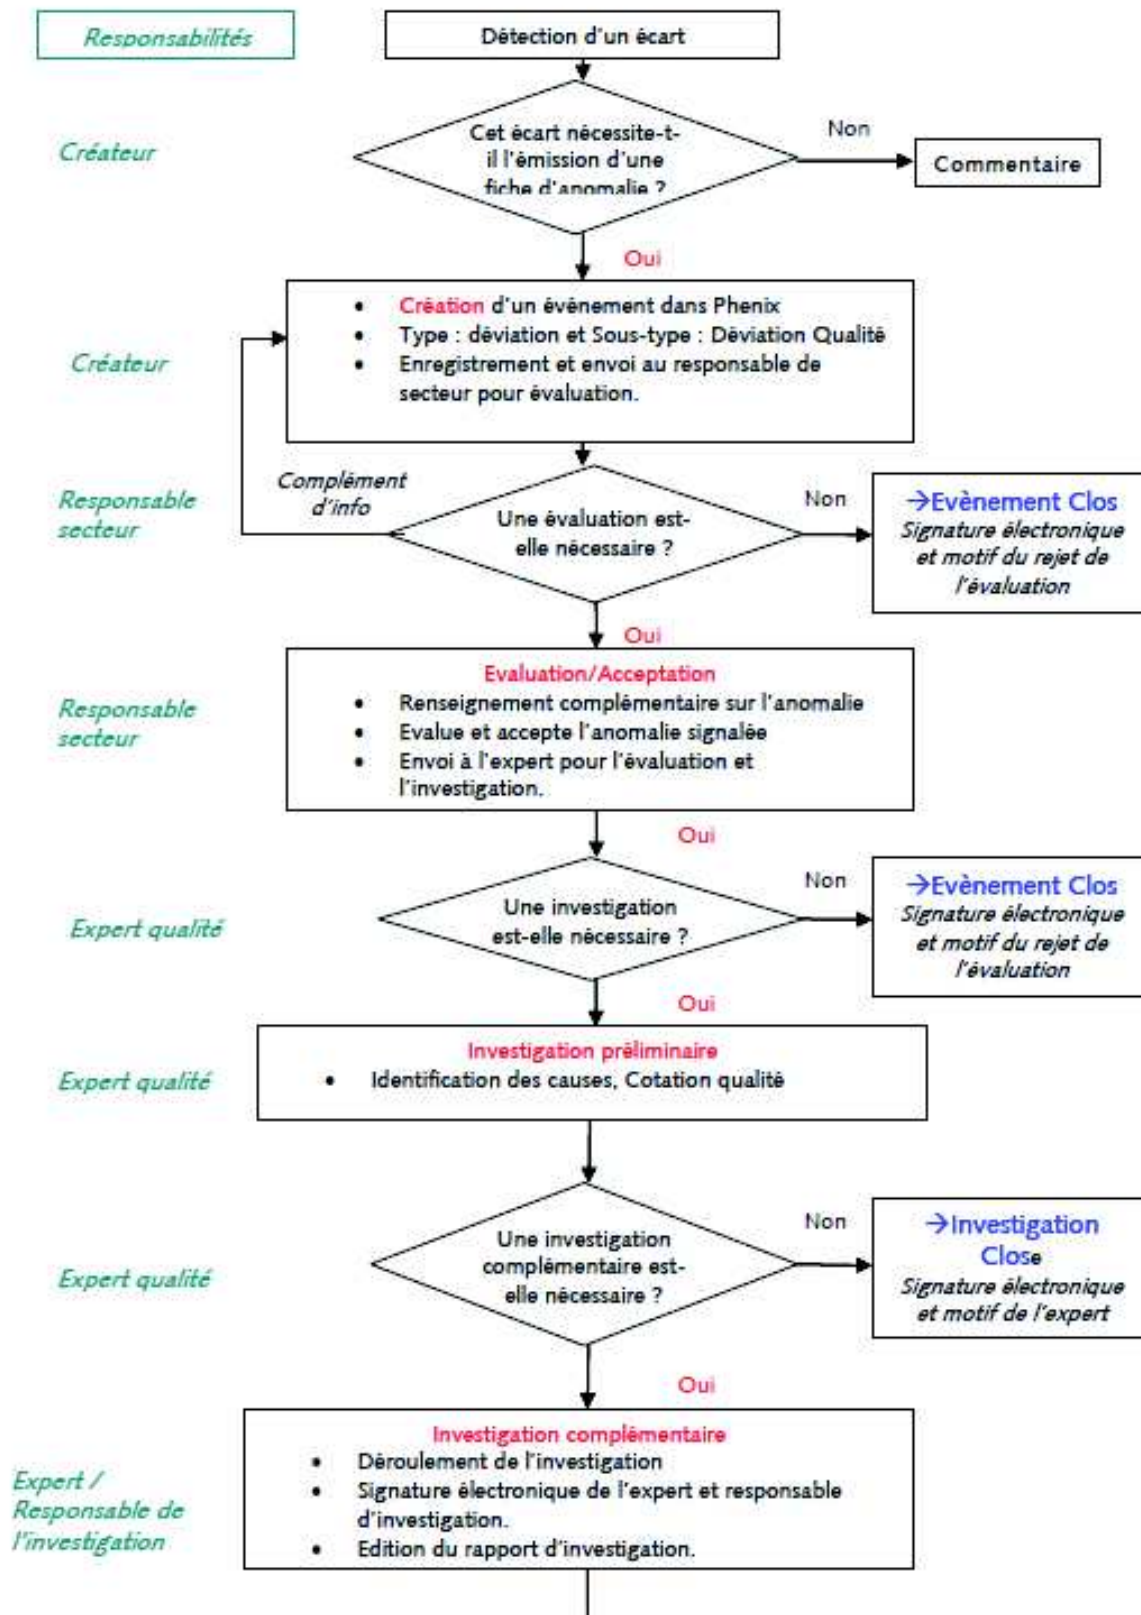 Responsabilités
Détection d'un écart
Créateur
Cet écart nécessite-t-
il l'émission d'une
fiche d'anomalie ?
Non
Commentaire
Oui
Créateur
• Création d'un évènement dans Phenix
• Type : déviation et Sous-type : Déviation Qualité
• Enregistrement et envoi au responsable de
secteur pour évaluation.
Complément
d'info
Responsable
secteur
Une évaluation est-
elle nécessaire ?
Non
→Evènement Clos
Signature électronique
et motif du rejet de
l'évaluation
Oui
Responsable
secteur
Evaluation/Acceptation
• Renseignement complémentaire sur l'anomalie
• Evalue et accepte l'anomalie signalée
• Envoi à l'expert pour l'évaluation et
l'investigation.
Oui
Expert qualité
Une investigation
est-elle nécessaire ?
Non
→Evènement Clos
Signature électronique
et motif du rejet de
l'évaluation
Oui
Expert qualité
Investigation préliminaire
• Identification des causes, Cotation qualité
Expert qualité
Une investigation
complémentaire est-
elle nécessaire ?
Non
→Investigation
Close
Signature électronique
et motif de l'expert
Oui
Expert /
Responsable de
l'investigation
Investigation complémentaire
• Déroulement de l'investigation
• Signature électronique de l'expert et responsable
d'investigation.
• Edition du rapport d'investigation.